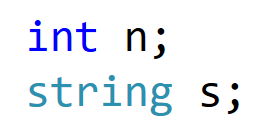 int n;
string s;